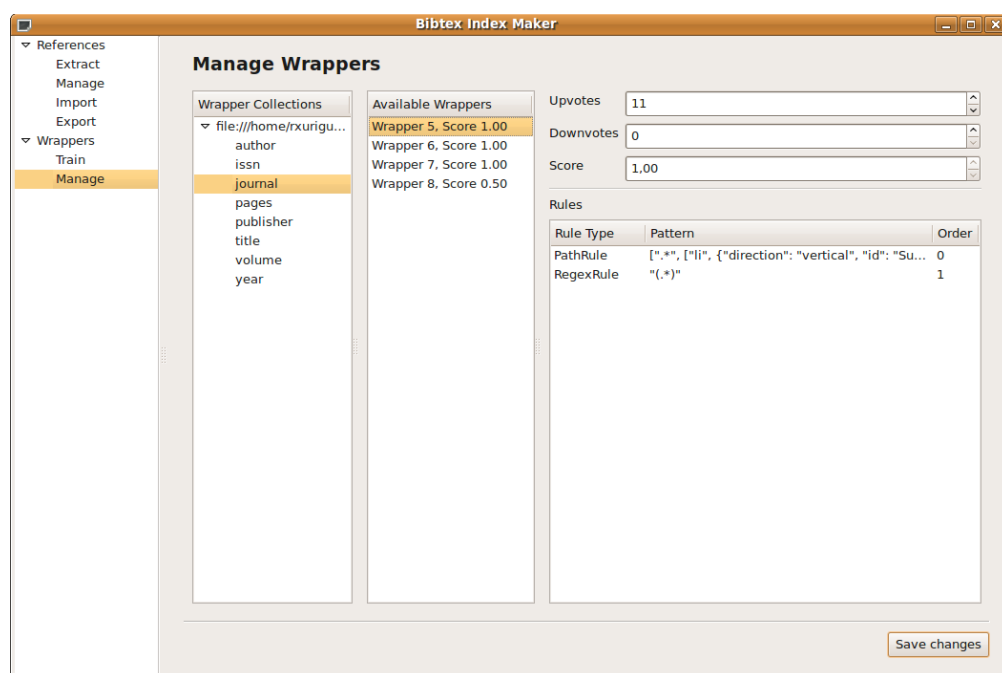 Bibtex Index Maker
References
Extract
Manage
Import
Export
Wrappers
Train
Manage
Manage Wrappers
Wrapper Collections
file:///home/rxurigu...
author
issn
journal
pages
publisher
title
volume
year
Available Wrappers
Wrapper 5, Score 1.00
Wrapper 6, Score 1.00
Wrapper 7, Score 1.00
Wrapper 8, Score 0.50
Upvotes 11
Downvotes 0
Score 1,00
Rules
Rule Type Pattern Order
PathRule [".*", ["li", {"direction": "vertical", "id": "Su... 0
RegexRule "(.*)" 1
Save changes